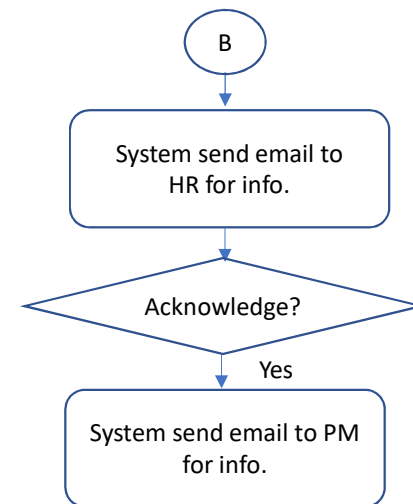 B
System send email to
HR for info.
Acknowledge?
Yes
System send email to PM
for info.